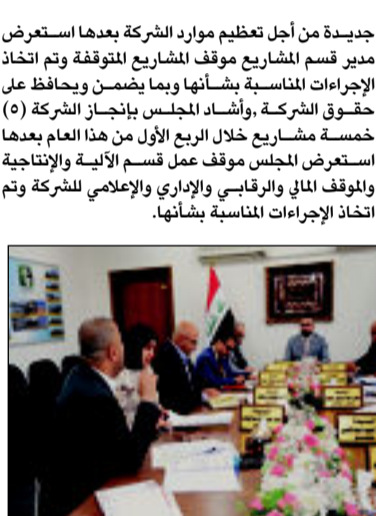 جديدة من أجل تعظيم موارد الشركة بعدها استعرض
مدير قسم المشاريع موقف المشاريع المتوقفة وتم اتخاذ
الإجراءات المناسبة بشأنها وبما يضمن ويحافظ على
حقوق الشركة ,وأشاد المجلس بإنجاز الشركة (٥)
خمسة مشاريع خلال الربع الأول من هذا العام بعدها
استعرض المجلس موقف عمل قسم الآلية والإنتاجية
والموقف المالي والرقابي والإداري والإعلامي للشركة وتم
اتخاذ الإجراءات المناسبة بشأنها.